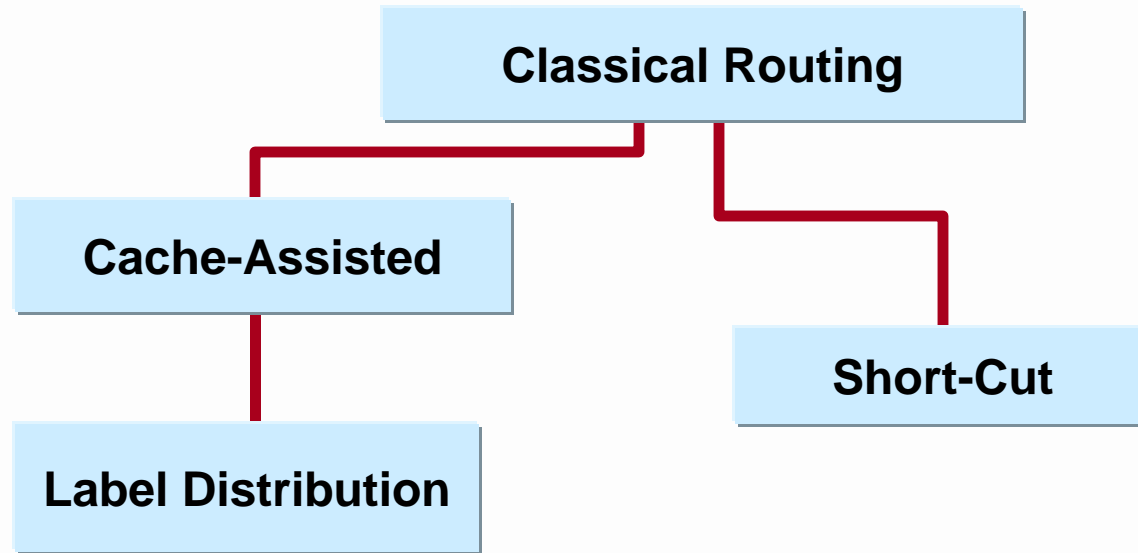 Classical Routing
Cache-Assisted
Short-Cut
Label Distribution